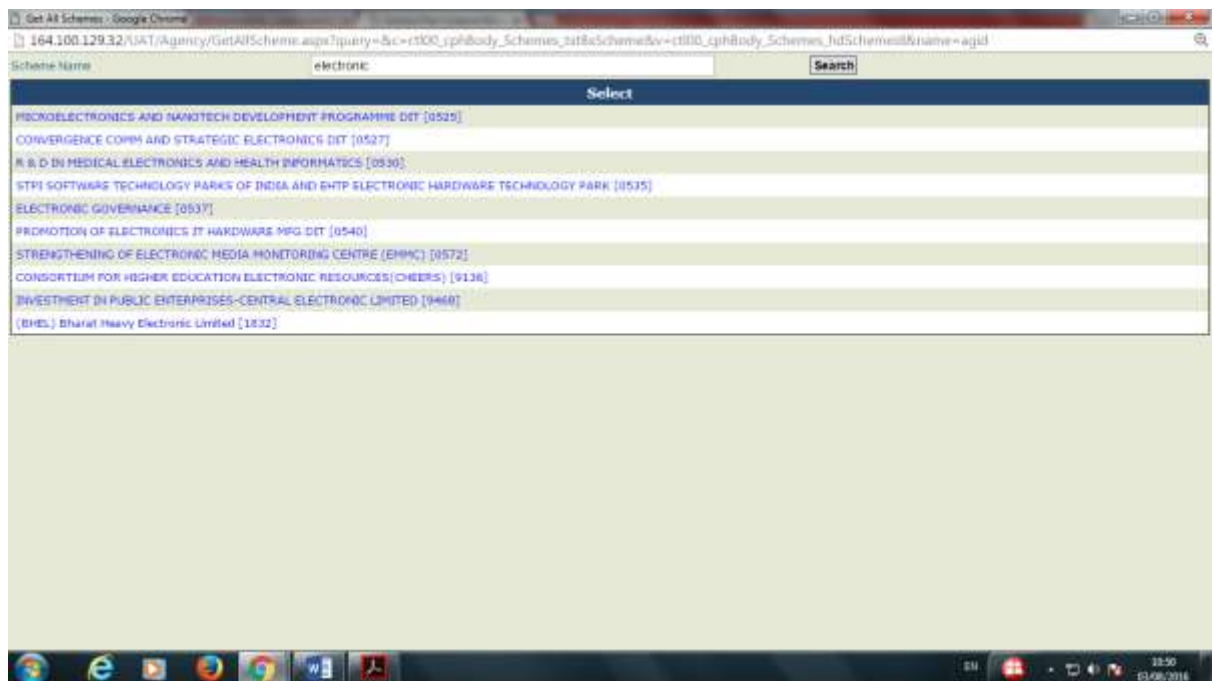 Get All Schemes - Google Chrome
164.100.129.32/UAT/Agency/GetAllScheme.aspx?query=&c=ctl00_cphBody_Schemes_txt8xScheme&v=ctl00_cphBody_Schemes_hdSchemes8&name=agid
Scheme Name electronic Search
Select
MICROELECTRONICS AND NANOTECH DEVELOPMENT PROGRAMME DIT [0525]
CONVERGENCE COMM AND STRATEGIC ELECTRONICS DIT [0527]
R & D IN MEDICAL ELECTRONICS AND HEALTH INFORMATICS [0530]
STPI SOFTWARE TECHNOLOGY PARKS OF INDIA AND EHTP ELECTRONIC HARDWARE TECHNOLOGY PARK [0535]
ELECTRONIC GOVERNANCE [0537]
PROMOTION OF ELECTRONICS IT HARDWARE MFG DIT [0540]
STRENGTHENING OF ELECTRONIC MEDIA MONITORING CENTRE (EMMC) [0572]
CONSORTIUM FOR HIGHER EDUCATION ELECTRONIC RESOURCES(CHEERS) [9136]
INVESTMENT IN PUBLIC ENTERPRISES-CENTRAL ELECTRONIC LIMITED [9468]
(BHEL) Bharat Heavy Electronic Limited [1832]
EN
03/08/2016